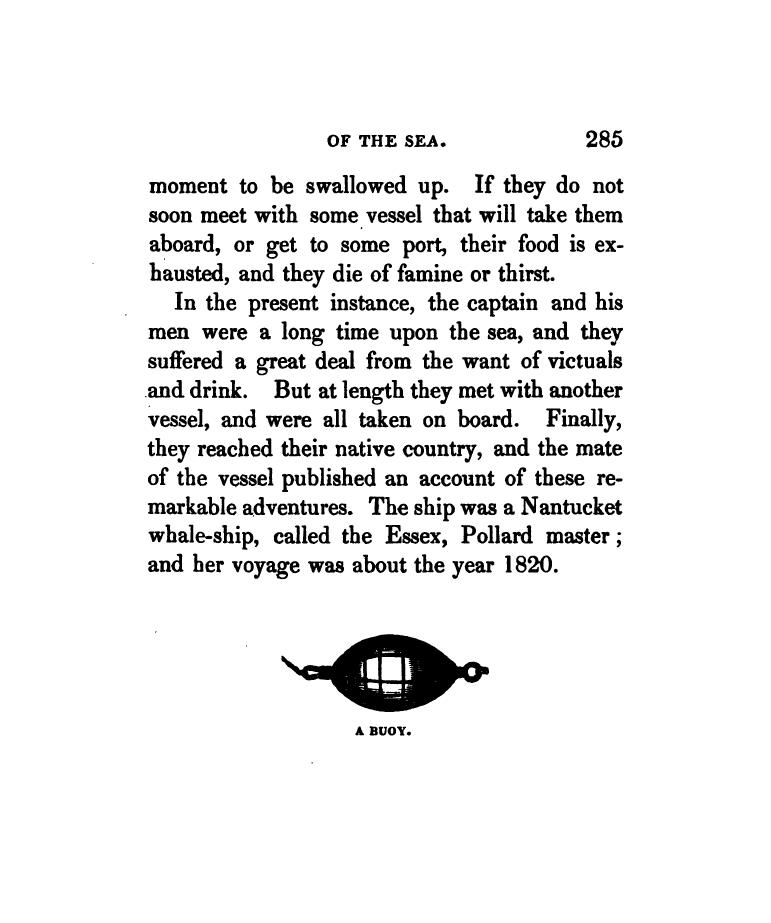 OF THE SEA. 285
moment to be swallowed up. If they do not
soon meet with some vessel that will take them
aboard, or get to some port, their food is ex-
hausted, and they die of famine or thirst.
In the present instance, the captain and his
men were a long time upon the sea, and they
suffered a great deal from the want of victuals
and drink. But at length they met with another
vessel, and were all taken on board. Finally,
they reached their native country, and the mate
of the vessel published an account of these re-
markable adventures. The ship was a Nantucket
whale-ship, called the Essex, Pollard master;
and her voyage was about the year 1820.
A BUOY.